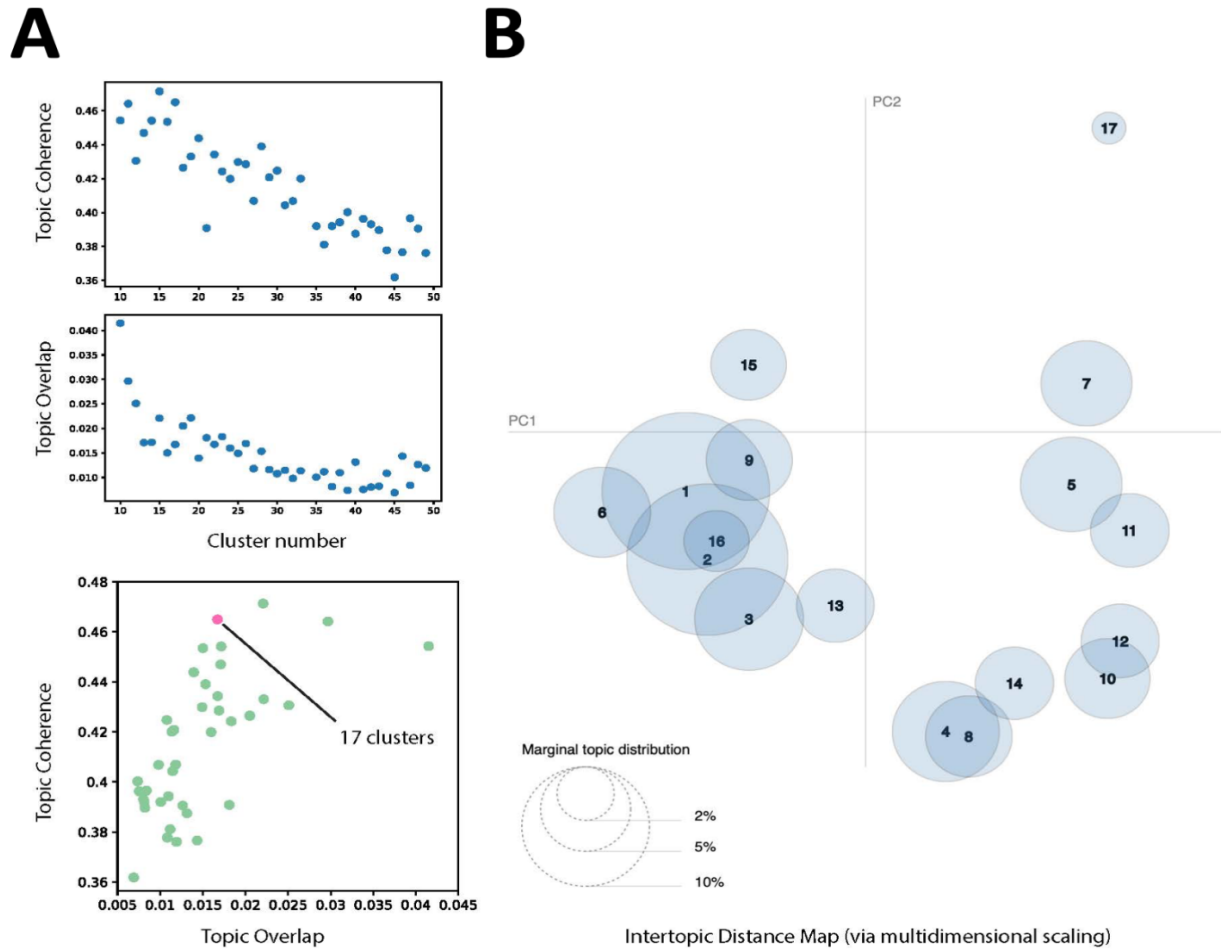 A
Topic Coherence
0.46
0.44
0.42
0.40
0.38
0.36
10 15 20 25 30 35 40 45 50
Topic Overlap
0.040
0.035
0.030
0.025
0.020
0.015
0.010
10 15 20 25 30 35 40 45 50
Cluster number
Topic Coherence
0.48
0.46
0.44
0.42
0.4
0.38
0.36
17 clusters
0.005 0.01 0.015 0.02 0.025 0.03 0.035 0.04 0.045
Topic Overlap
B
PC2
17
15
7
PC1
9
1
5
6
11
16
2
13
3
12
14
10
4
8
Marginal topic distribution
2%
5%
10%
Intertopic Distance Map (via multidimensional scaling)